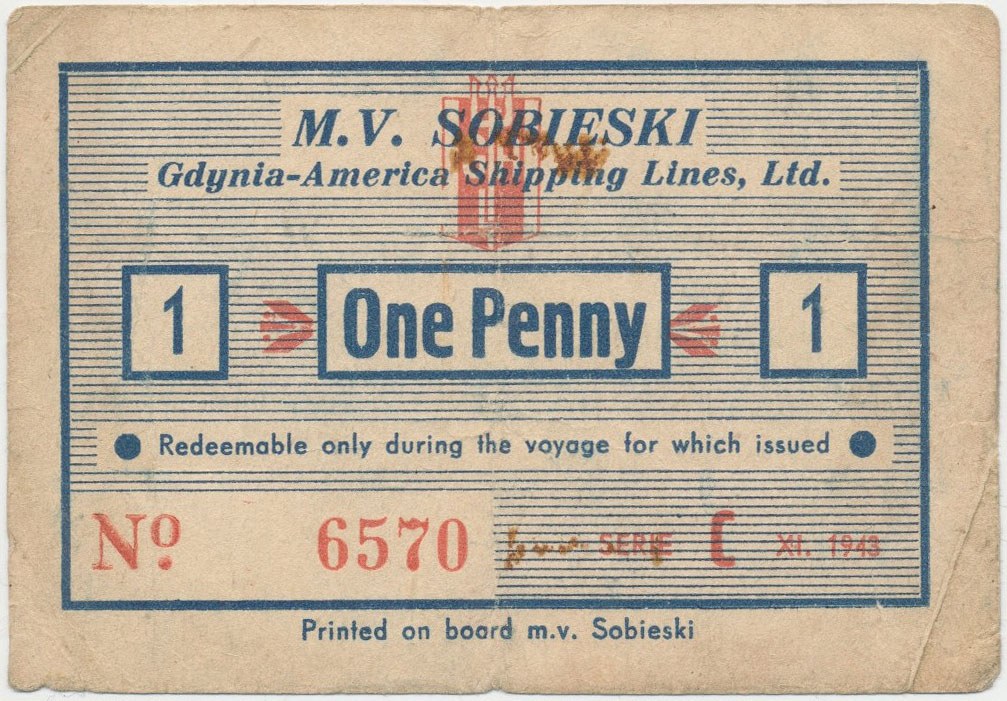 M.V. SOBIESKI
Gdynia-America Shipping Lines, Ltd.
1 One Penny 1
● Redeemable only during the voyage for which issued ●
Nº 6570 SERIE C XI. 1943
Printed on board m.v. Sobieski